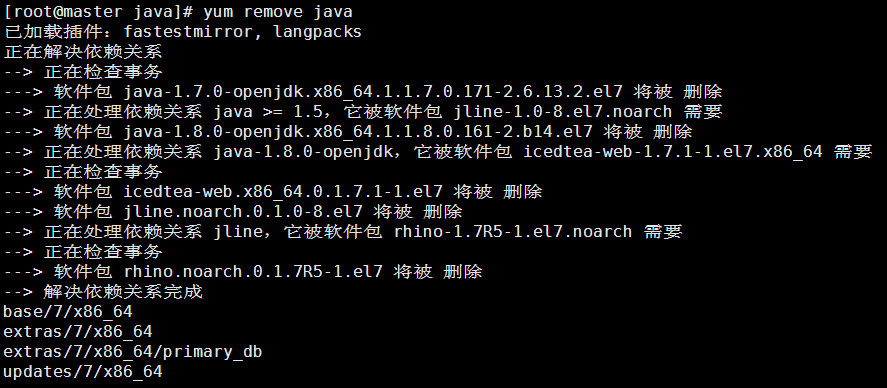 [root@master java]# yum remove java
已加载插件：fastestmirror, langpacks
正在解决依赖关系
--> 正在检查事务
---> 软件包 java-1.7.0-openjdk.x86_64.1.1.7.0.171-2.6.13.2.el7 将被 删除
--> 正在处理依赖关系 java >= 1.5，它被软件包 jline-1.0-8.el7.noarch 需要
---> 软件包 java-1.8.0-openjdk.x86_64.1.1.8.0.161-2.b14.el7 将被 删除
--> 正在处理依赖关系 java-1.8.0-openjdk，它被软件包 icedtea-web-1.7.1-1.el7.x86_64 需要
--> 正在检查事务
---> 软件包 icedtea-web.x86_64.0.1.7.1-1.el7 将被 删除
---> 软件包 jline.noarch.0.1.0-8.el7 将被 删除
--> 正在处理依赖关系 jline，它被软件包 rhino-1.7R5-1.el7.noarch 需要
--> 正在检查事务
---> 软件包 rhino.noarch.0.1.7R5-1.el7 将被 删除
--> 解决依赖关系完成
base/7/x86_64
extras/7/x86_64
extras/7/x86_64/primary_db
updates/7/x86_64